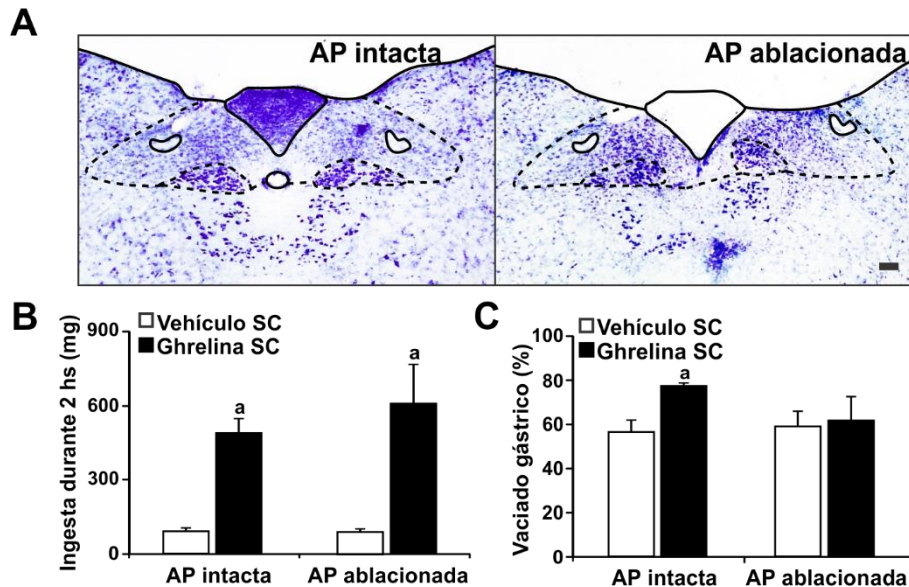 A
AP intacta
AP ablacionada
B
Ingesta durante 2 hs (mg)
900
600
300
0
Vehículo SC
Ghrelina SC
a
a
AP intacta
AP ablacionada
C
Vaciado gástrico (%)
100
80
60
40
20
0
Vehículo SC
Ghrelina SC
a
AP intacta
AP ablacionada